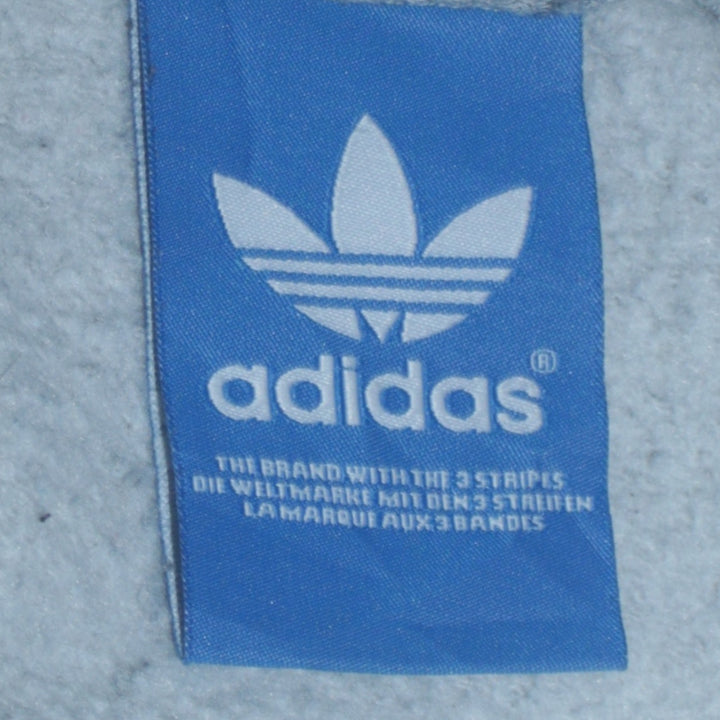 adidas®
THE BRAND WITH THE 3 STRIPES
DIE WELTMARKE MIT DEN 3 STREIFEN
LA MARQUE AUX 3 BANDES